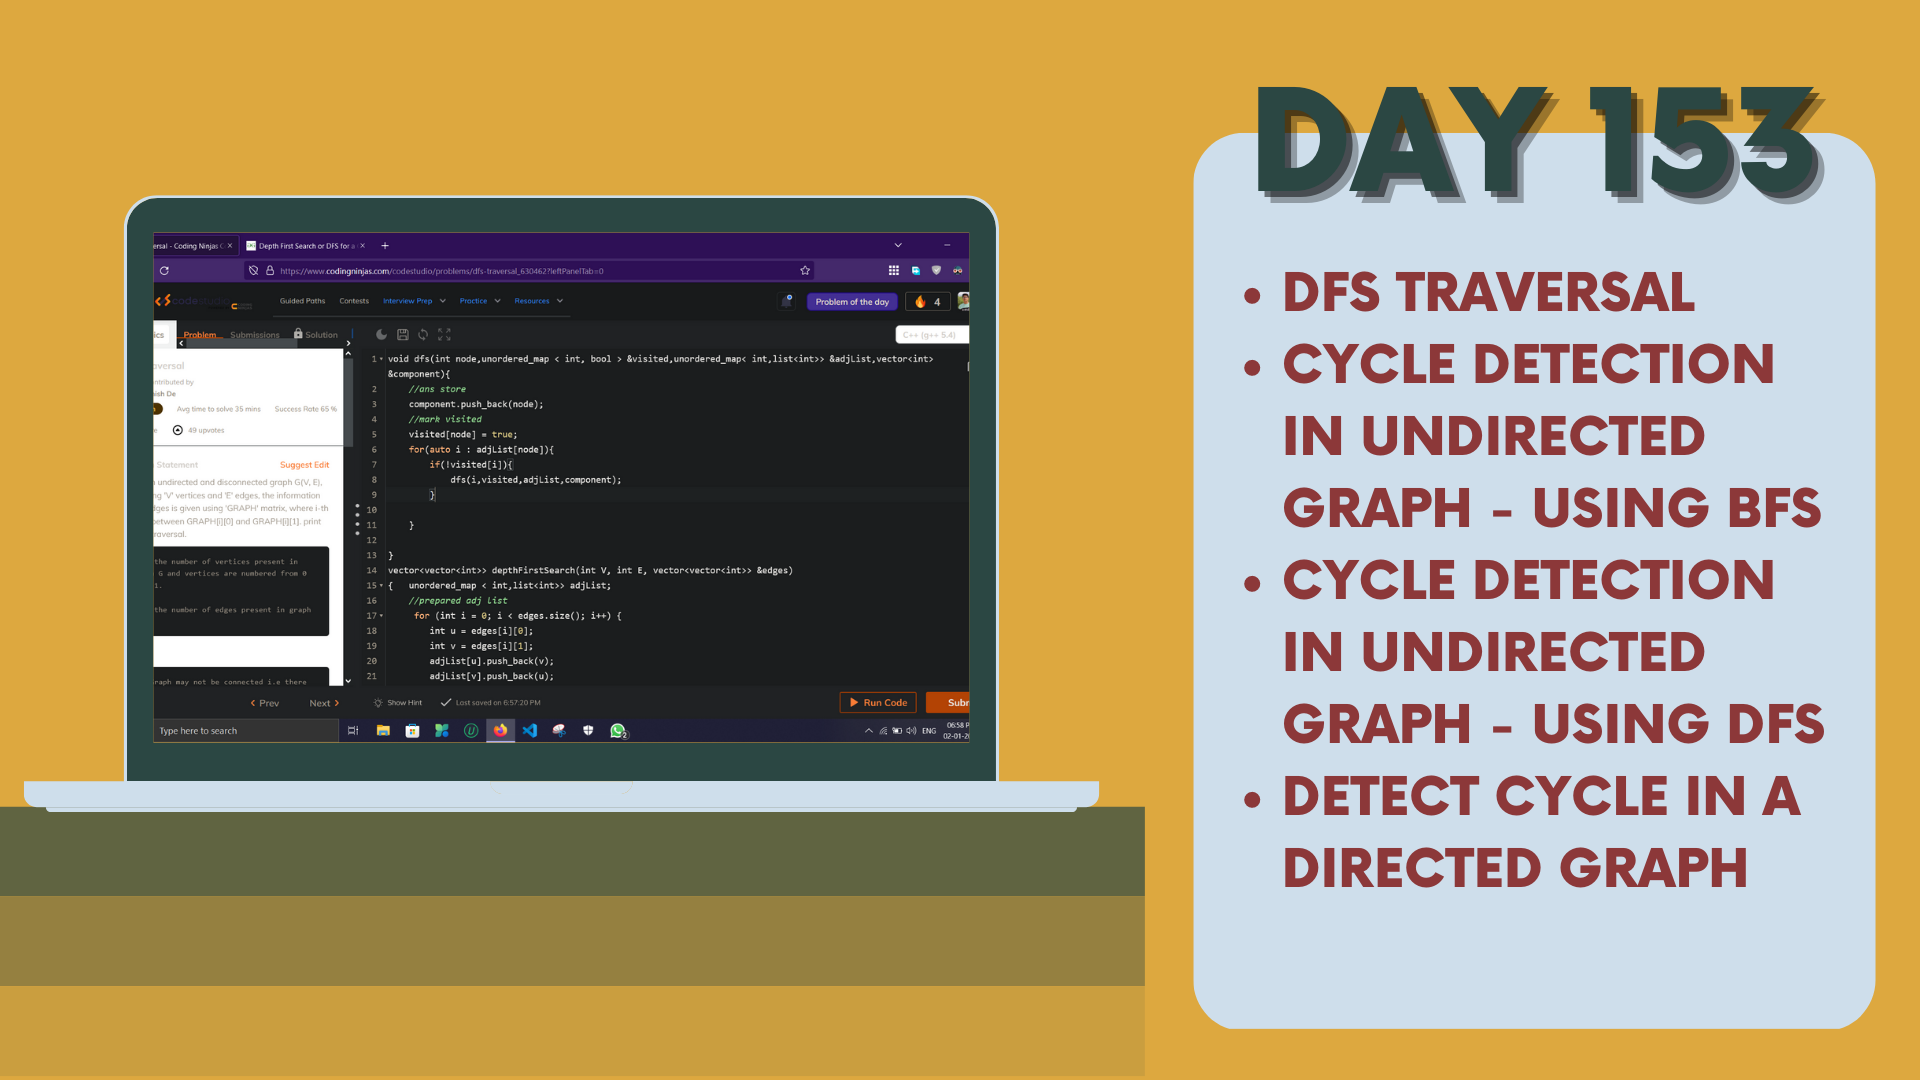 DAY 153
DFS TRAVERSAL
CYCLE DETECTION
IN UNDIRECTED
GRAPH - USING BFS
CYCLE DETECTION
IN UNDIRECTED
GRAPH - USING DFS
DETECT CYCLE IN A
DIRECTED GRAPH
ersal - Coding Ninjas C
Depth First Search or DFS for a
https://www.codingninjas.com/codestudio/problems/dfs-traversal_630462?leftPanelTab=0
codestudio
Guided Paths Contests Interview Prep Practice Resources
Problem of the day
4
ics Problem Submissions Solution
C++ (g++ 5.4)
aversal
ntributed by
ish De
Avg time to solve 35 mins Success Rate 65 %
49 upvotes
Statement Suggest Edit
undirected and disconnected graph G(V, E),
ng 'V' vertices and 'E' edges, the information
dges is given using 'GRAPH' matrix, where i-th
between GRAPH[i][0] and GRAPH[i][1], print
raversal.
the number of vertices present in
G and vertices are numbered from 0
1.
the number of edges present in graph
raph may not be connected i.e there
1 void dfs(int node,unordered_map < int, bool > &visited,unordered_map< int,list<int>> &adjList,vector<int>
&component){
2 //ans store
3 component.push_back(node);
4 //mark visited
5 visited[node] = true;
6 for(auto i : adjList[node]){
7 if(!visited[i]){
8 dfs(i,visited,adjList,component);
9 }
10
11 }
12
13 }
14 vector<vector<int>> depthFirstSearch(int V, int E, vector<vector<int>> &edges)
15 { unordered_map < int,list<int>> adjList;
16 //prepared adj list
17 for (int i = 0; i < edges.size(); i++) {
18 int u = edges[i][0];
19 int v = edges[i][1];
20 adjList[u].push_back(v);
21 adjList[v].push_back(u);
Prev Next
Show Hint Last saved on 6:57:20 PM
Run Code
Subr
Type here to search
2
ENG
06:58 P
02-01-2